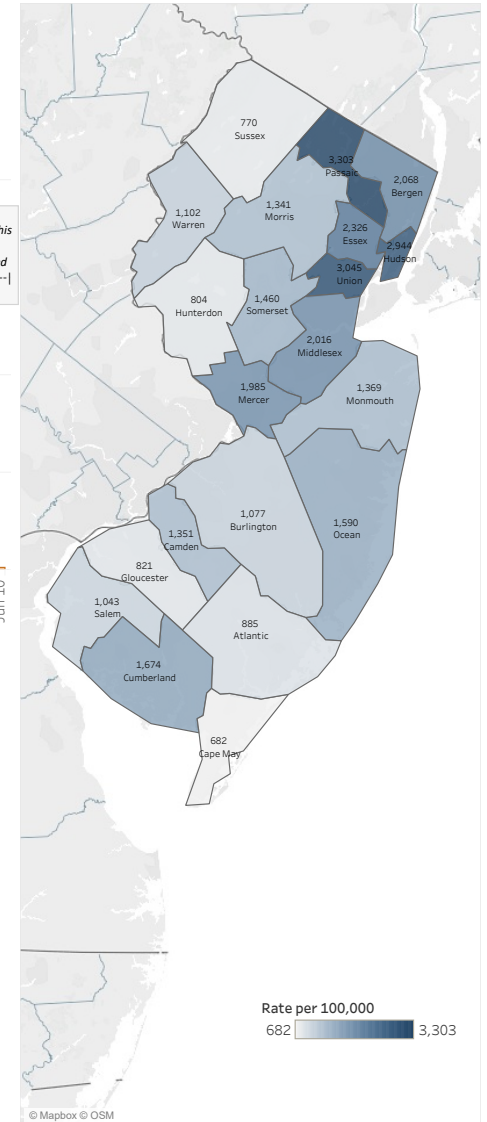 770
Sussex
3,303
Passaic
2,068
Bergen
1,102
Warren
1,341
Morris
2,326
Essex
2,944
Hudson
3,045
Union
804
Hunterdon
1,460
Somerset
2,016
Middlesex
1,985
Mercer
1,369
Monmouth
1,077
Burlington
1,590
Ocean
1,351
Camden
821
Gloucester
1,043
Salem
885
Atlantic
1,674
Cumberland
682
Cape May
Rate per 100,000
682 3,303
© Mapbox © OSM